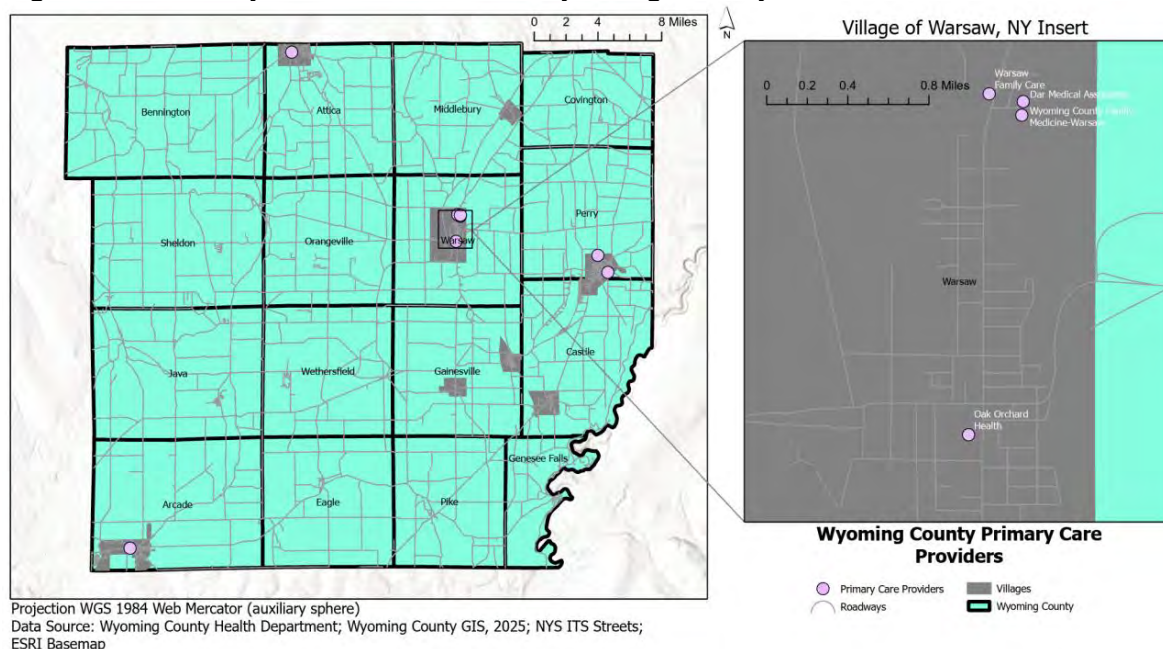 0 2 4 8 Miles
N
Bennington
Attica
Middlebury
Covington
Sheldon
Orangeville
Warsaw
Perry
Java
Wethersfield
Gainesville
Castile
Arcade
Eagle
Pike
Genesee Falls
Projection WGS 1984 Web Mercator (auxiliary sphere)
Data Source: Wyoming County Health Department; Wyoming County GIS, 2025; NYS ITS Streets;
ESRI Basemap
Village of Warsaw, NY Insert
0 0.2 0.4 0.8 Miles
Warsaw
Family Care
Dar Medical
Wyoming County
Medicine-Warsaw
Warsaw
Oak Orchard
Health
Wyoming County Primary Care
Providers
Primary Care Providers
Villages
Roadways
Wyoming County